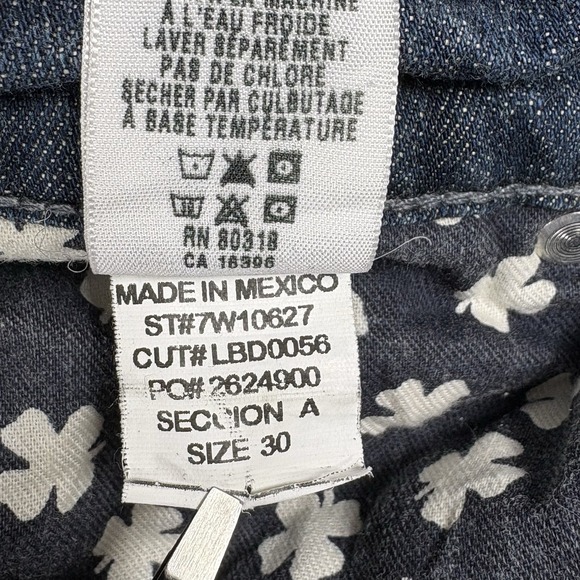 MACHINE
À L'EAU FROIDE
LAVER SÉPARÉMENT
PAS DE CHLORE
SÉCHER PAR CULBUTAGE
À BASE TEMPÉRATURE
RN 80318
CA 16396
MADE IN MEXICO
ST#7W10627
CUT# LBD0056
PO# 2624900
SECCION A
SIZE 30